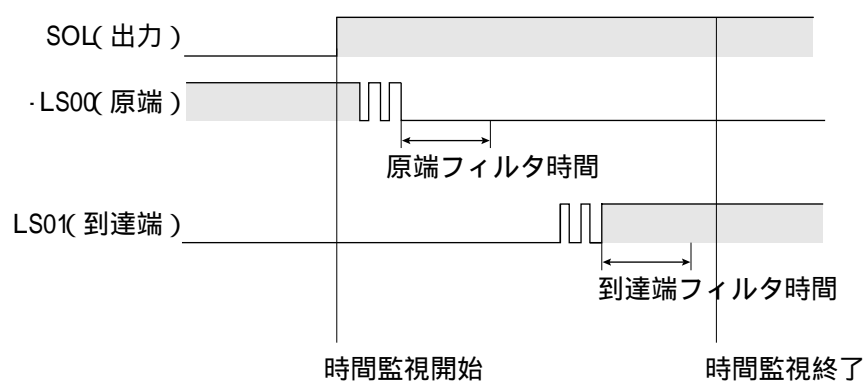 SOL(出力)
LS00(原端)
原端フィルタ時間
LS01(到達端)
到達端フィルタ時間
時間監視開始
時間監視終了